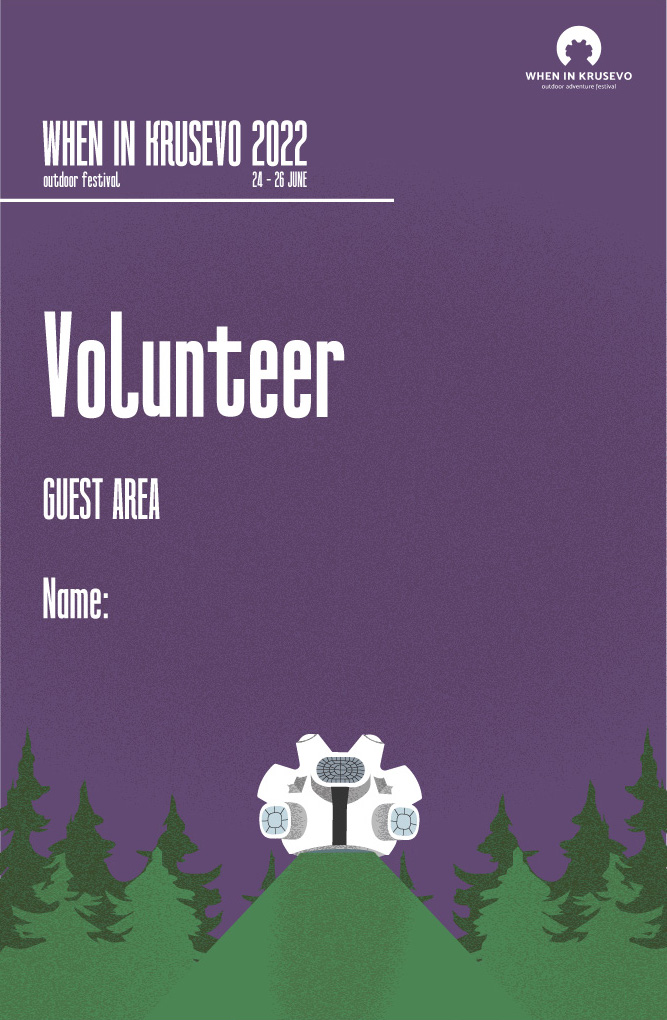 WHEN IN KRUSEVO
outdoor adventure festival
WHEN IN KRUSEVO 2022
outdoor festival 24 - 26 JUNE
Volunteer
GUEST AREA
Name: